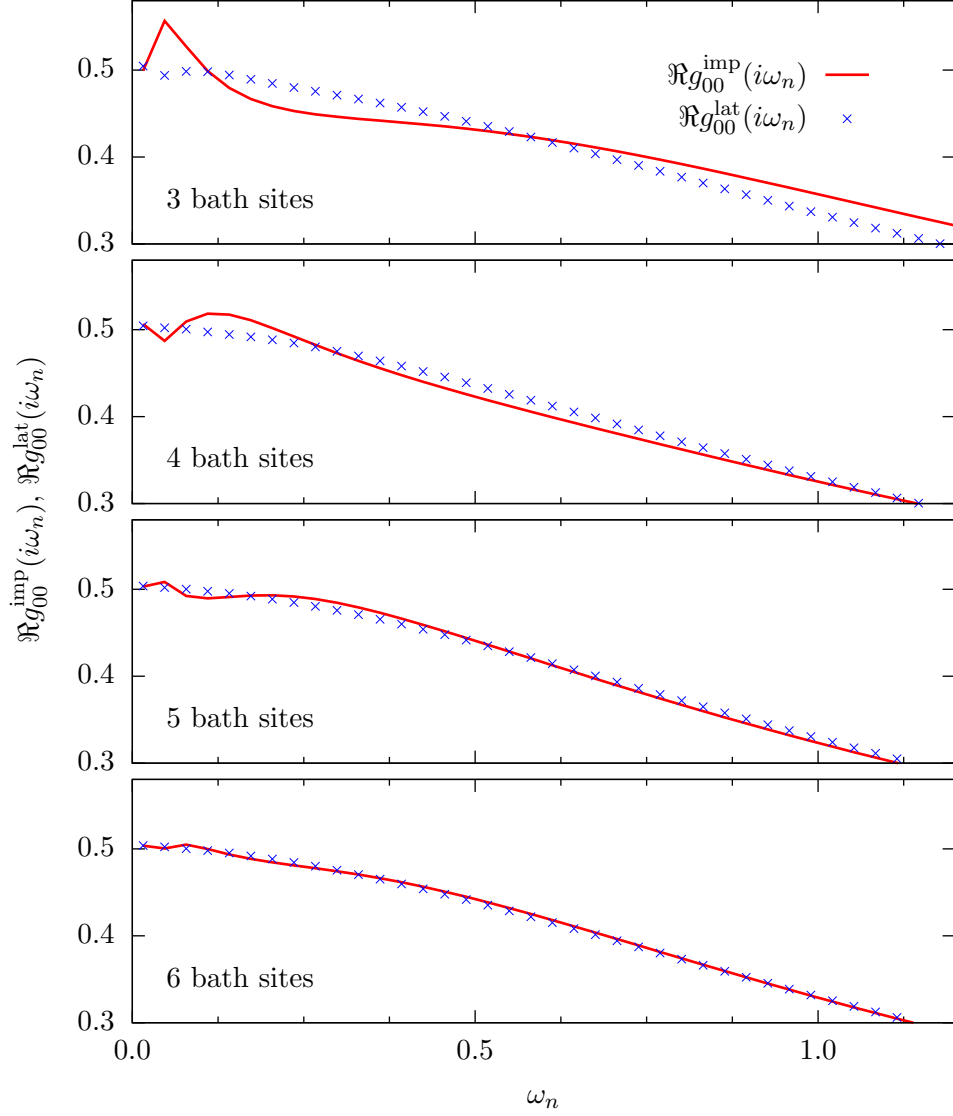 0.5
0.4
0.3
ℜg₀₀^imp(iωₙ)
ℜg₀₀^lat(iωₙ)
3 bath sites
0.5
0.4
0.3
4 bath sites
0.5
0.4
0.3
5 bath sites
0.5
0.4
0.3
6 bath sites
0.0 0.5 1.0
ωₙ
ℜg₀₀^imp(iωₙ), ℜg₀₀^lat(iωₙ)